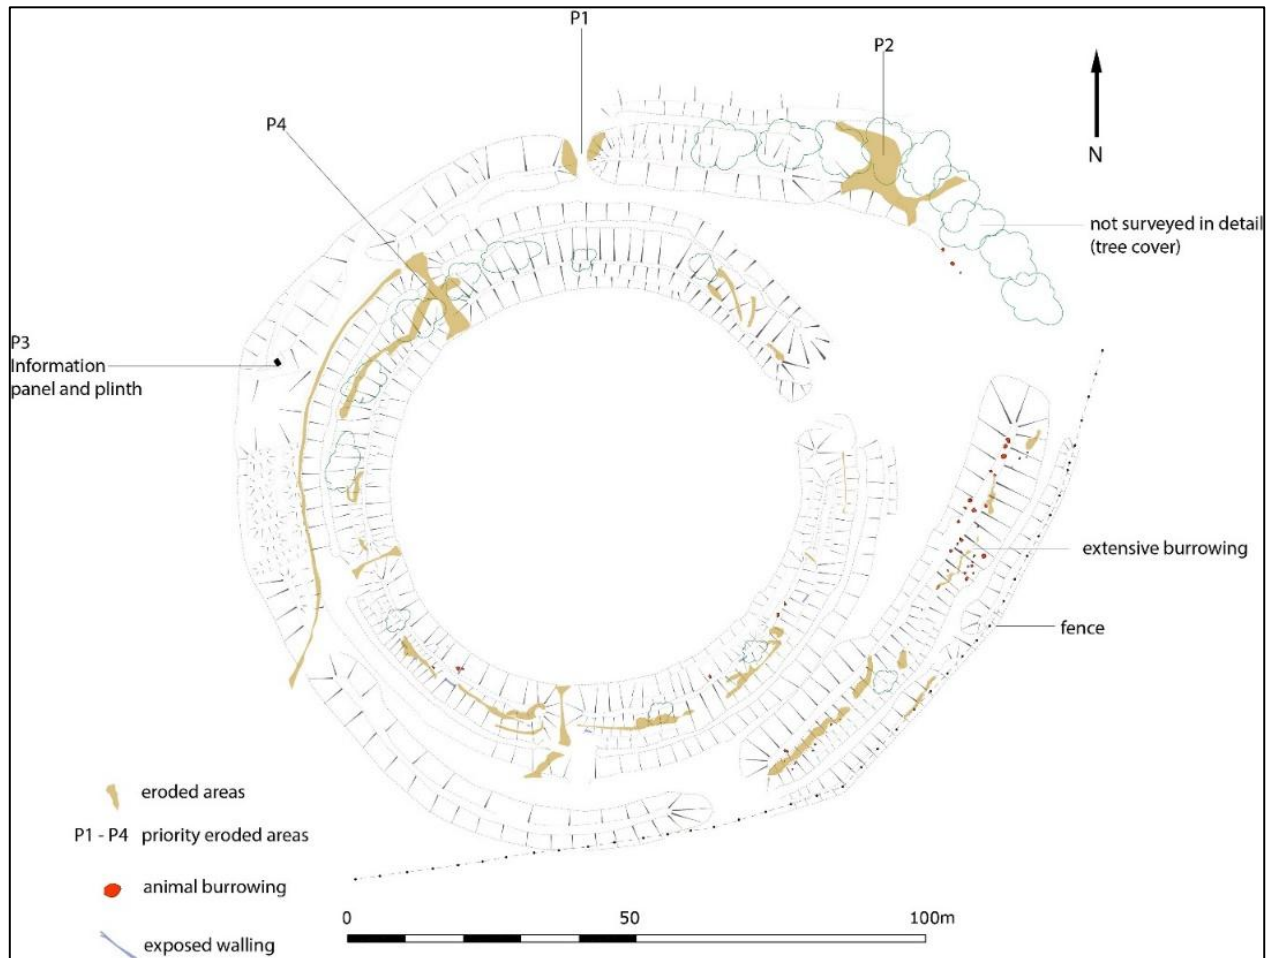 P1
P2
P4
N
not surveyed in detail
(tree cover)
P3
Information
panel and plinth
extensive burrowing
fence
eroded areas
P1 - P4 priority eroded areas
animal burrowing
exposed walling
0 50 100m